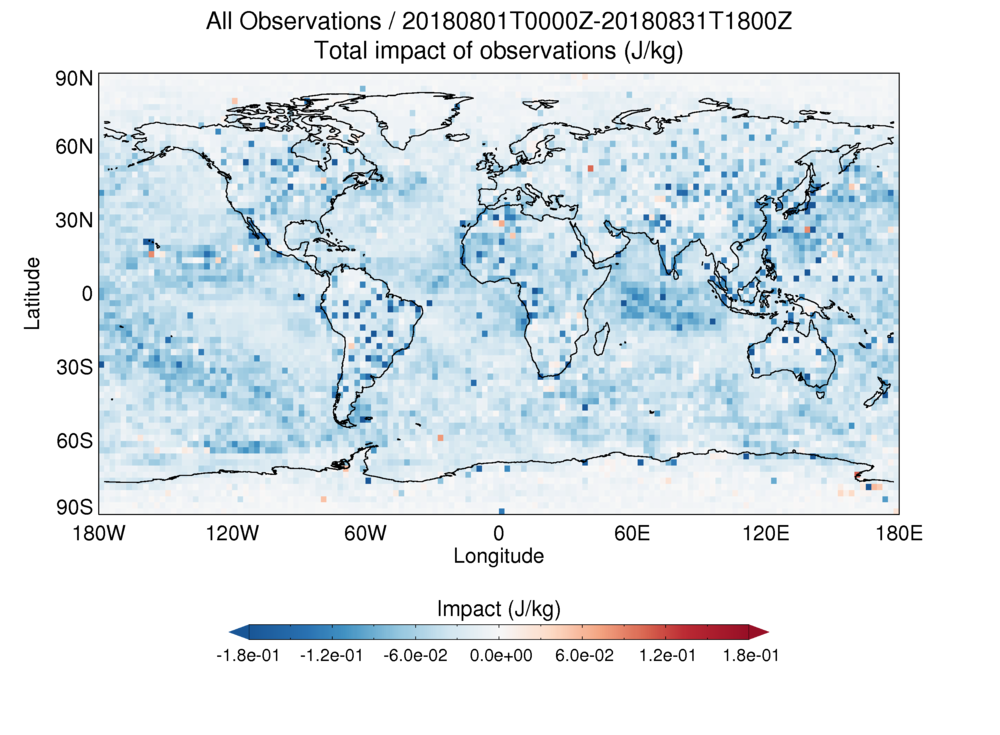 All Observations / 20180801T0000Z-20180831T1800Z
Total impact of observations (J/kg)
90N
60N
30N
0
30S
60S
90S
Latitude
180W 120W 60W 0 60E 120E 180E
Longitude
Impact (J/kg)
-1.8e-01 -1.2e-01 -6.0e-02 0.0e+00 6.0e-02 1.2e-01 1.8e-01